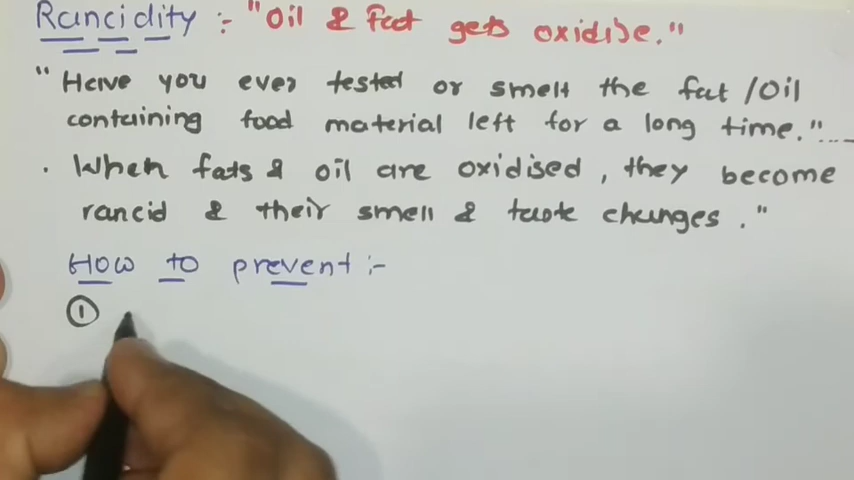 Rancidity :- "Oil & Fat gets oxidise."
"Have you ever tested or smelt the fat/Oil
containing food material left for a long time."....
. When fats & oil are oxidised, they become
rancid & their smell & taste changes."
How to prevent :-
①